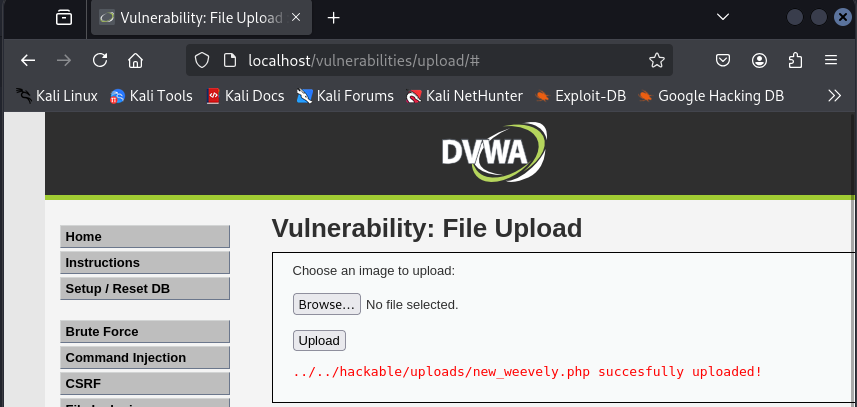 Vulnerability: File Upload
localhost/vulnerabilities/upload/#
Kali Linux Kali Tools Kali Docs Kali Forums Kali NetHunter Exploit-DB Google Hacking DB
DVWA
Home
Instructions
Setup / Reset DB
Brute Force
Command Injection
CSRF
Vulnerability: File Upload
Choose an image to upload:
Browse... No file selected.
Upload
../../hackable/uploads/new_weevely.php succesfully uploaded!